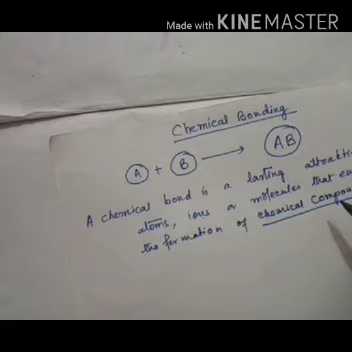 Made with KINEMASTER
Chemical Bonding
A + B → AB
A chemical bond is a lasting
atoms, ions or molecules that
the formation of chemical